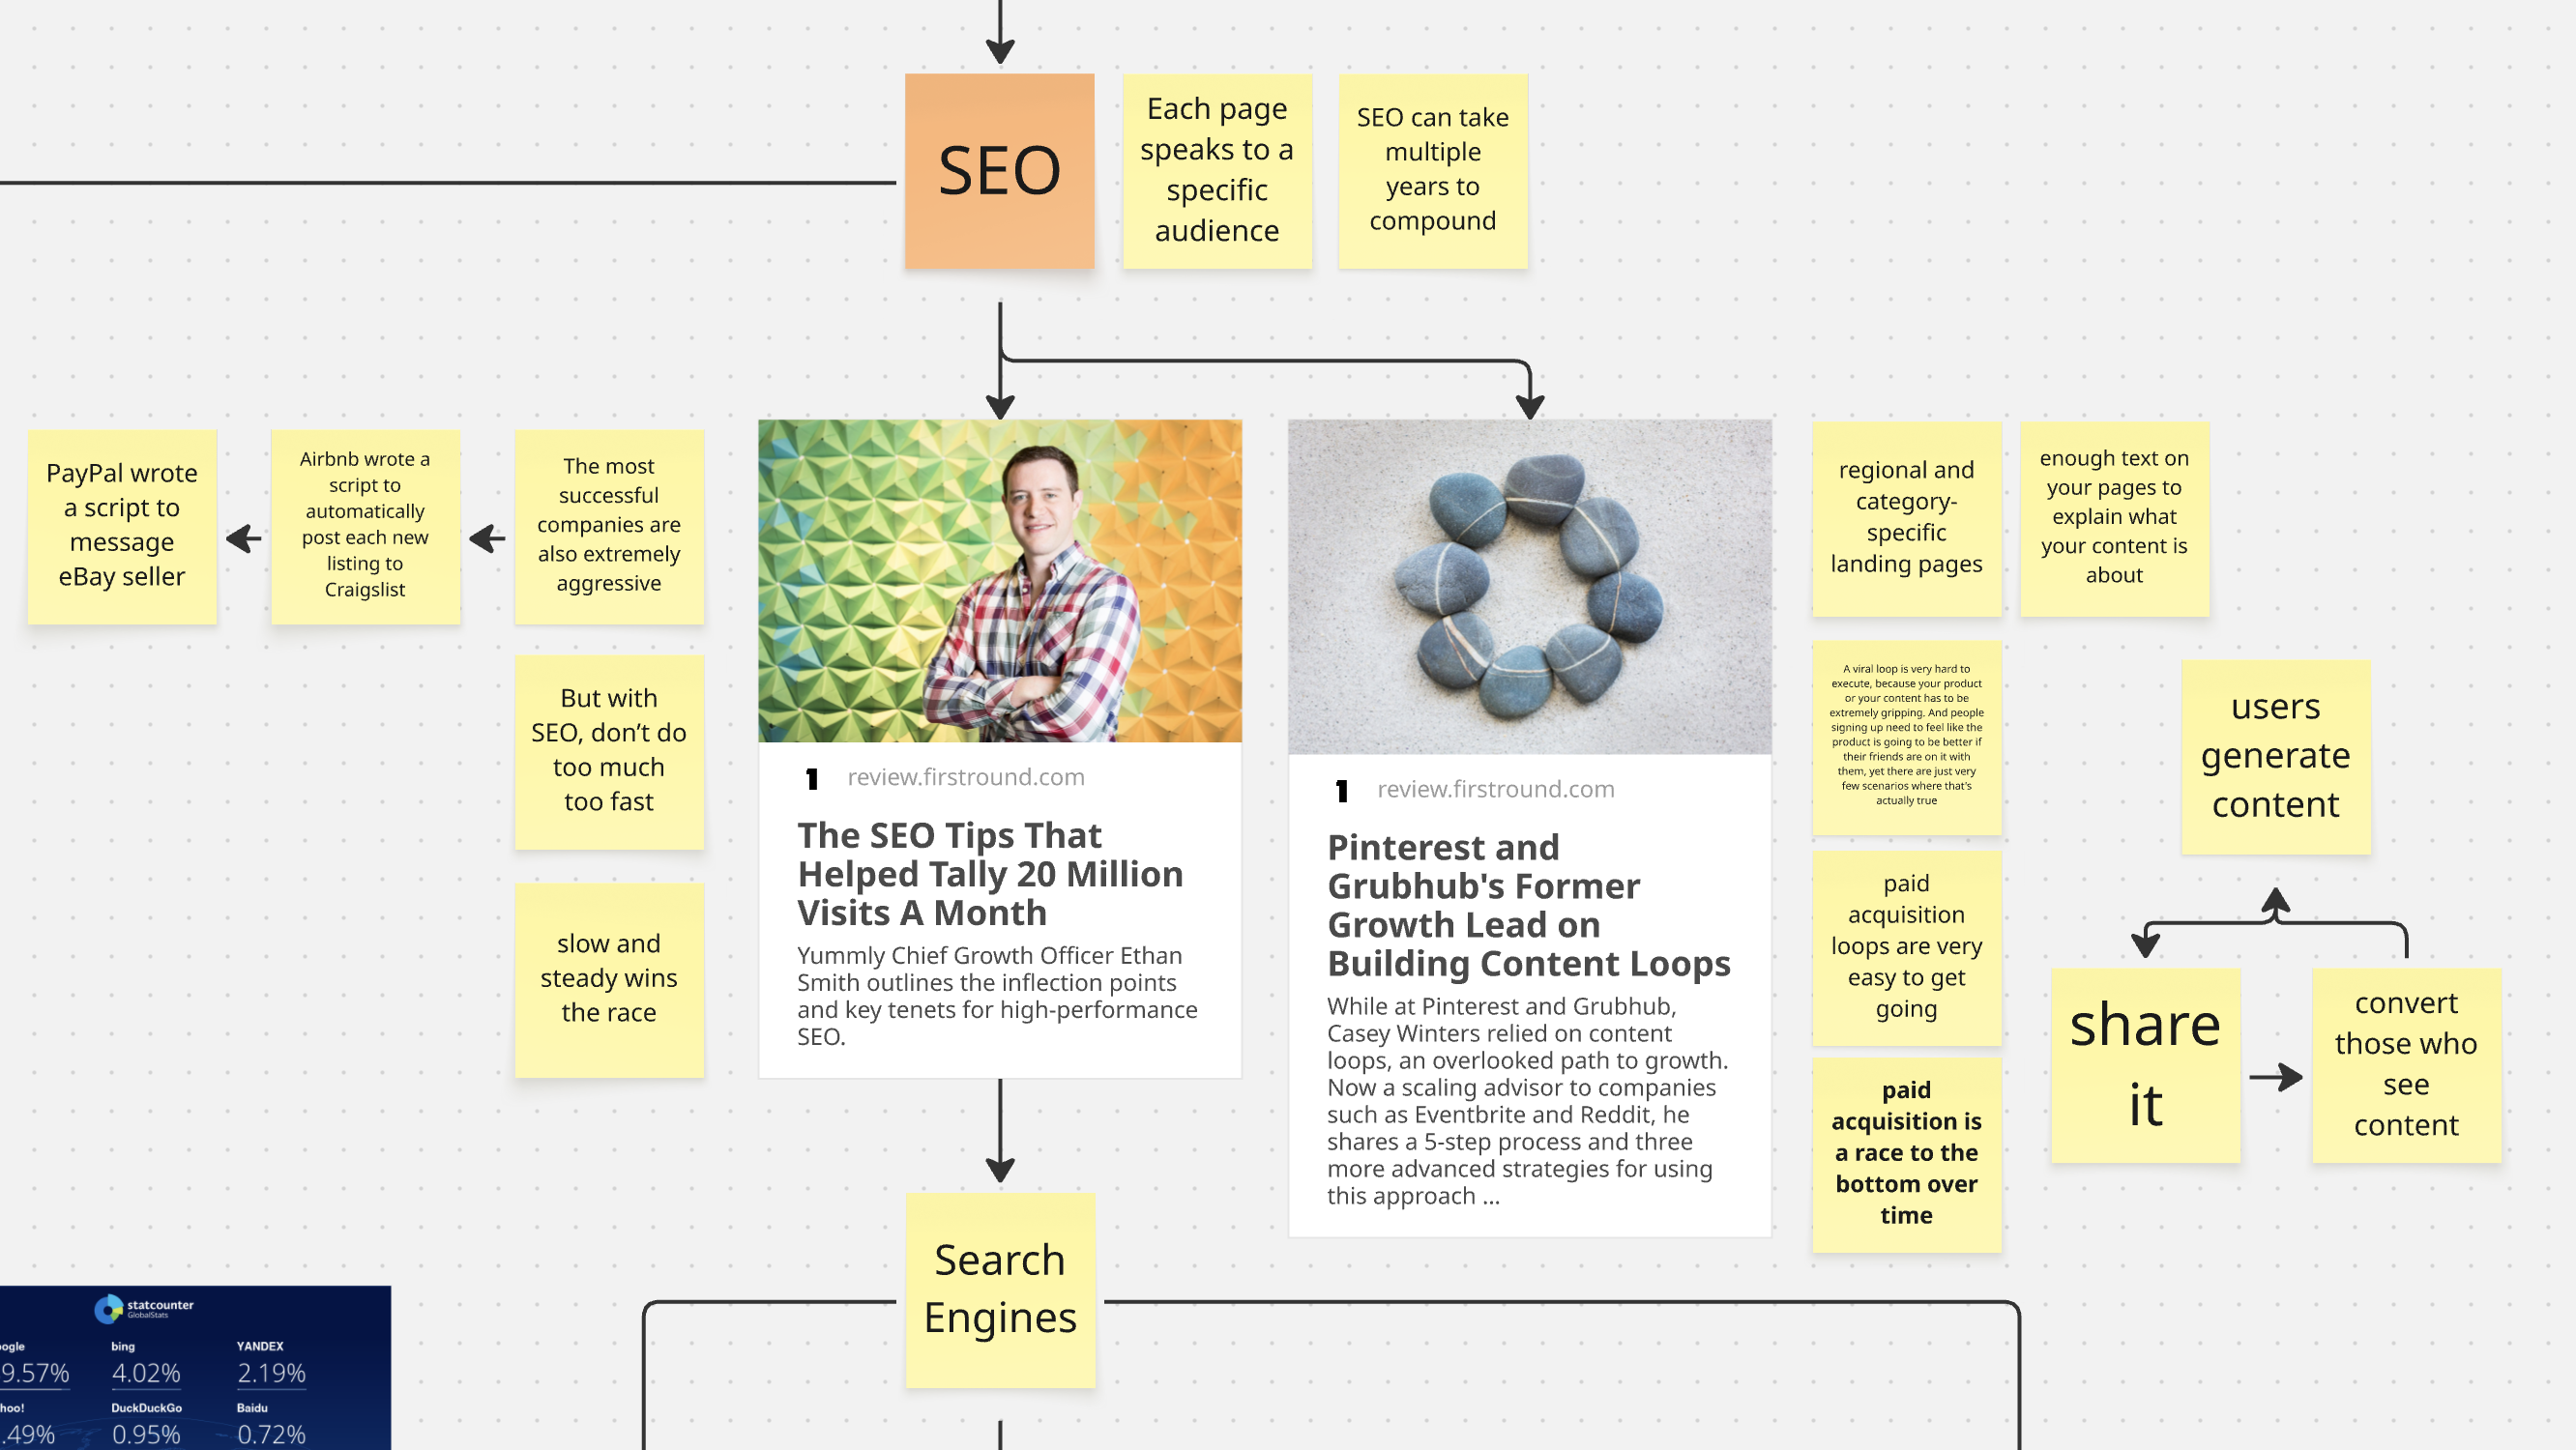 SEO
Each page
speaks to a
specific
audience
SEO can take
multiple
years to
compound
PayPal wrote
a script to
message
eBay seller
Airbnb wrote a
script to
automatically
post each new
listing to
Craigslist
The most
successful
companies are
also extremely
aggressive
But with
SEO, don’t do
too much
too fast
slow and
steady wins
the race
1 review.firstround.com
The SEO Tips That
Helped Tally 20 Million
Visits A Month
Yummly Chief Growth Officer Ethan
Smith outlines the inflection points
and key tenets for high-performance
SEO.
1 review.firstround.com
Pinterest and
Grubhub's Former
Growth Lead on
Building Content Loops
While at Pinterest and Grubhub,
Casey Winters relied on content
loops, an overlooked path to growth.
Now a scaling advisor to companies
such as Eventbrite and Reddit, he
shares a 5-step process and three
more advanced strategies for using
this approach ...
regional and
category-
specific
landing pages
enough text on
your pages to
explain what
your content is
about
A viral loop is very hard to
execute, because your product
or your content has to be
extremely gripping. And people
signing up need to feel like the
product is going to be better if
their friends are on it with
them, yet there are just very
few scenarios where that's
actually true
paid
acquisition
loops are very
easy to get
going
paid
acquisition is
a race to the
bottom over
time
users
generate
content
share
it
convert
those who
see
content
Search
Engines
statcounter
GlobalStats
bing YANDEX
9.57% 4.02% 2.19%
hoo! DuckDuckGo Baidu
.49% 0.95% 0.72%